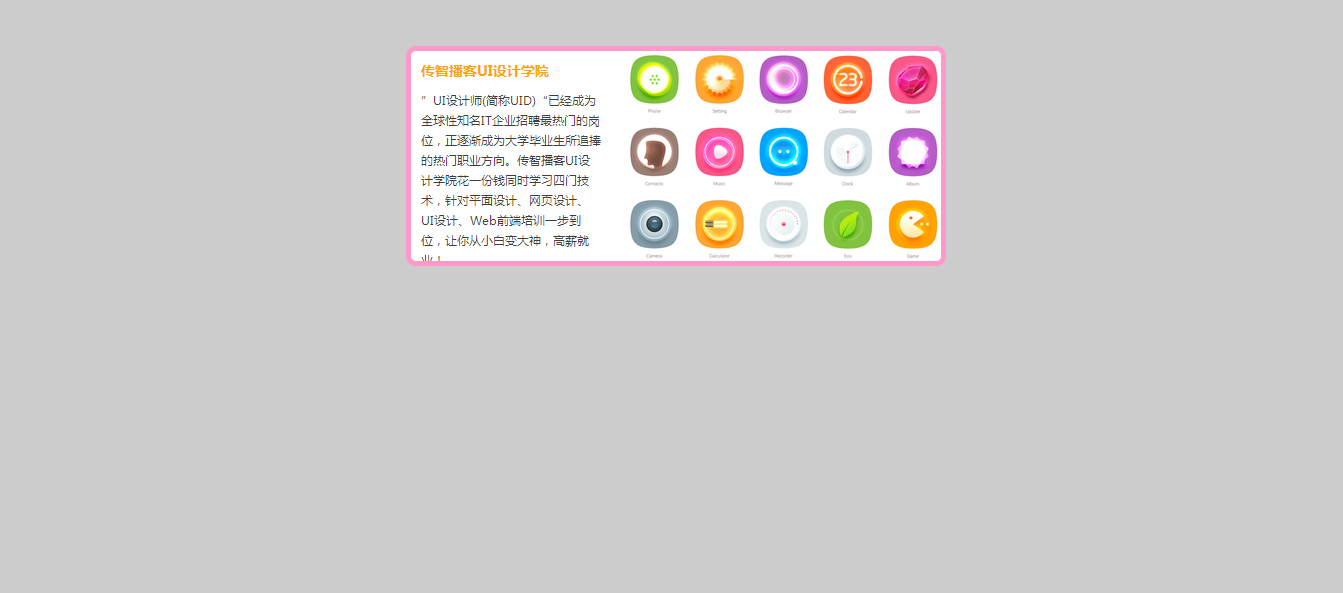 传智播客UI设计学院
”UI设计师(简称UID)“已经成为
全球性知名IT企业招聘最热门的岗
位，正逐渐成为大学毕业生所追捧
的热门职业方向。传智播客UI设
计学院花一份钱同时学习四门技
术，针对平面设计、网页设计、
UI设计、Web前端培训一步到
位，让你从小白变大神，高薪就
业！
Phone Setting Browser Calendar Update
23
Contacts Music Message Clock Album
Camera Calculator Recorder Eco Game